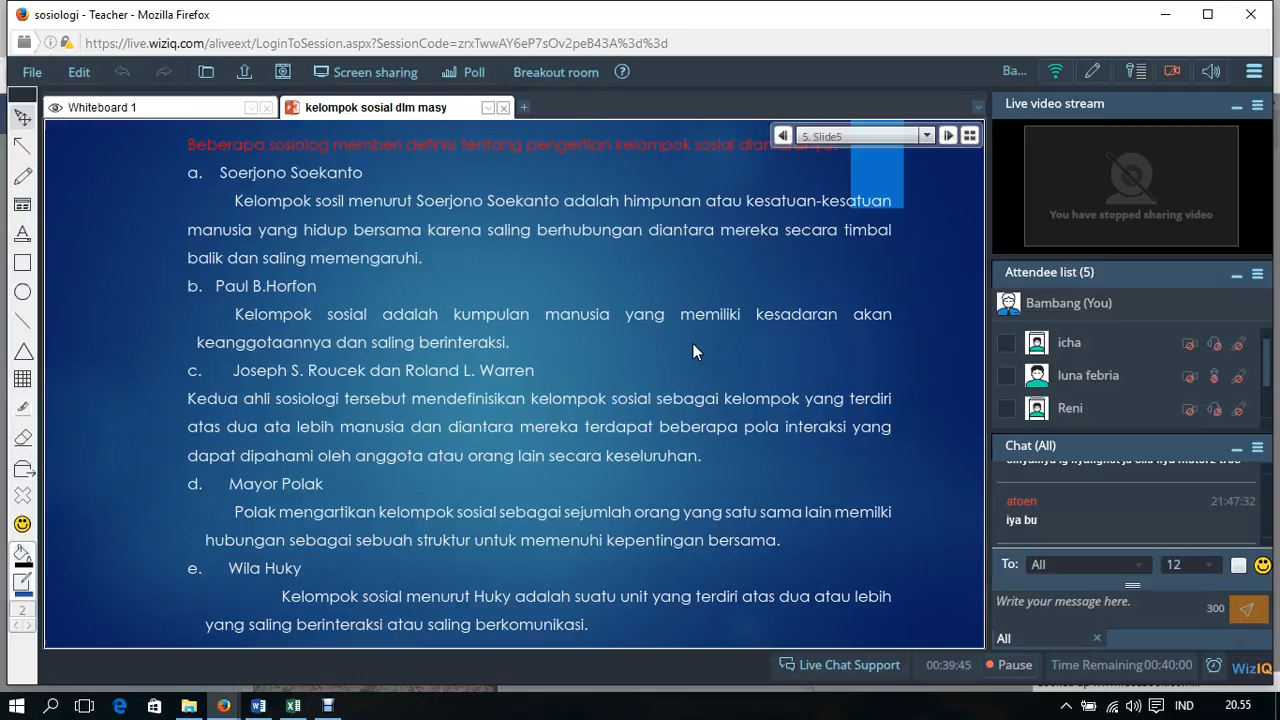 sosiologi - Teacher - Mozilla Firefox
https://live.wiziq.com/aliveext/LoginToSession.aspx?SessionCode=zrxTwwAY6eP7sOv2peB43A%3d%3d
File Edit Screen sharing Poll Breakout room ? Ba...
Whiteboard 1 kelompok sosial dlm masy +
5. Slide5
Beberapa sosiolog memberi definisi tentang pengertian kelompok sosial
a. Soerjono Soekanto
Kelompok sosil menurut Soerjono Soekanto adalah himpunan atau kesatuan-kesatuan
manusia yang hidup bersama karena saling berhubungan diantara mereka secara timbal
balik dan saling memengaruhi.
b. Paul B.Horfon
Kelompok sosial adalah kumpulan manusia yang memiliki kesadaran akan
keanggotaannya dan saling berinteraksi.
c. Joseph S. Roucek dan Roland L. Warren
Kedua ahli sosiologi tersebut mendefinisikan kelompok sosial sebagai kelompok yang terdiri
atas dua ata lebih manusia dan diantara mereka terdapat beberapa pola interaksi yang
dapat dipahami oleh anggota atau orang lain secara keseluruhan.
d. Mayor Polak
Polak mengartikan kelompok sosial sebagai sejumlah orang yang satu sama lain memilki
hubungan sebagai sebuah struktur untuk memenuhi kepentingan bersama.
e. Wila Huky
Kelompok sosial menurut Huky adalah suatu unit yang terdiri atas dua atau lebih
yang saling berinteraksi atau saling berkomunikasi.
2
Live video stream
You have stopped sharing video
Attendee list (5)
Bambang (You)
icha
luna febria
Reni
Chat (All)
atoen 21:47:32
iya bu
To: All 12
Write your message here. 300
All
Live Chat Support 00:39:45 Pause Time Remaining 00:40:00 WizIQ
IND 20.55